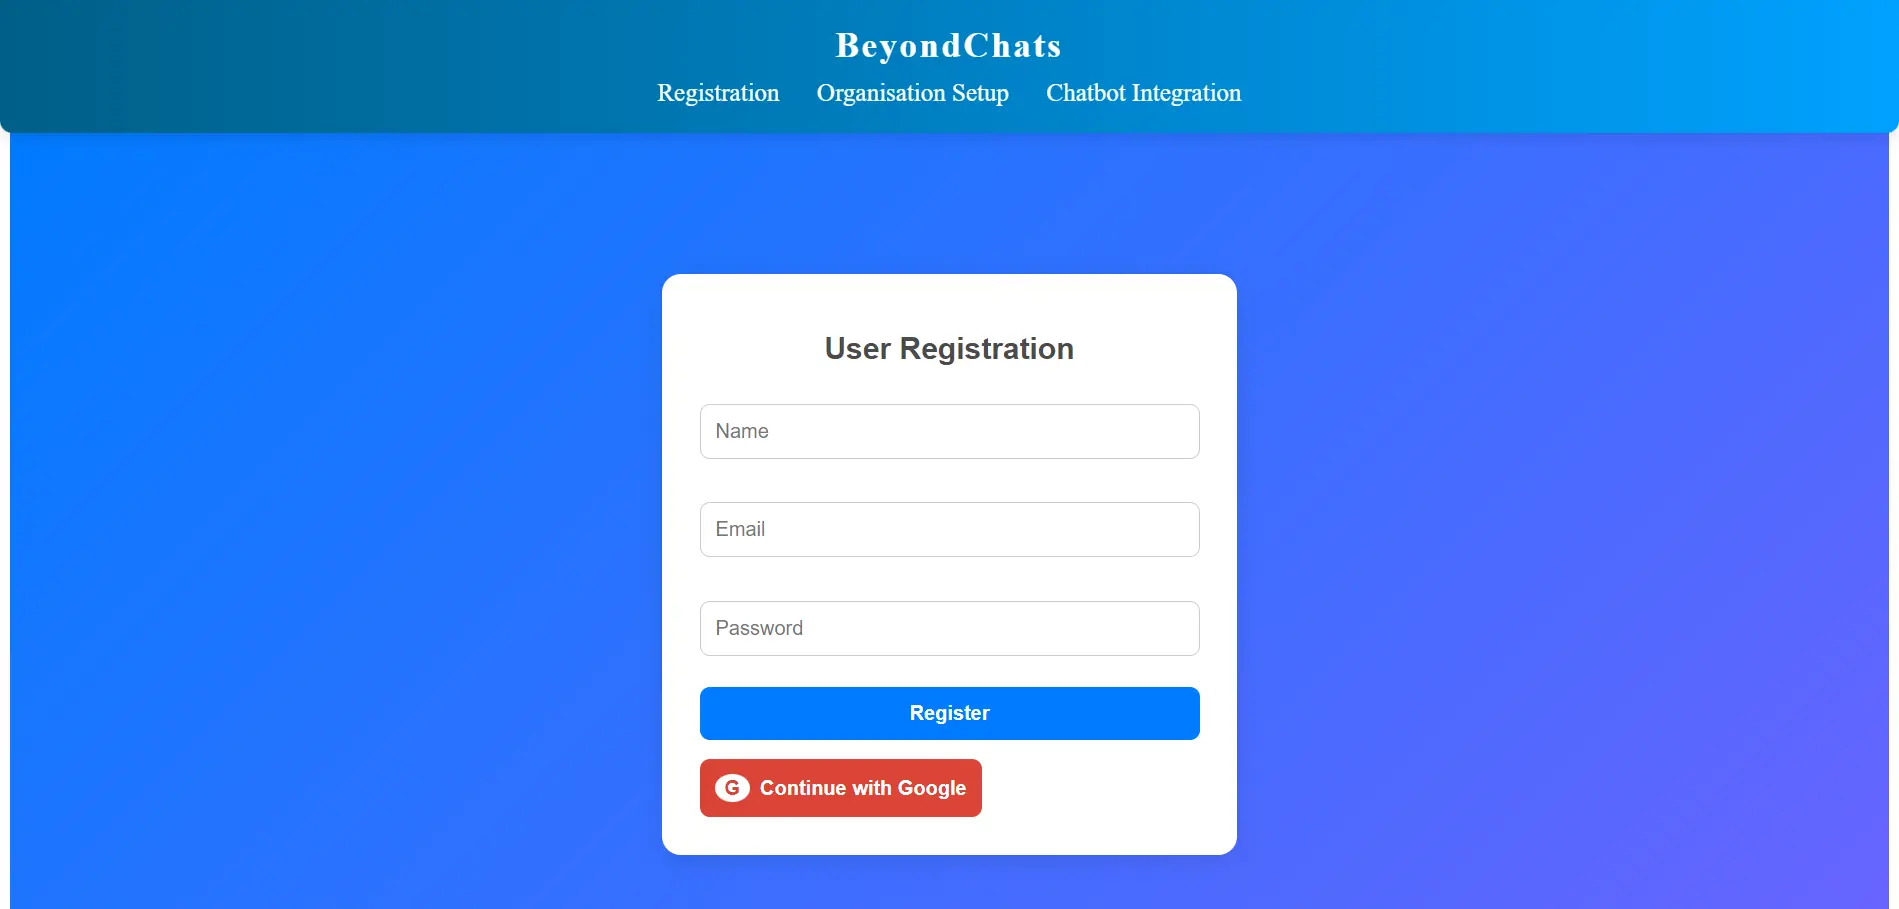 BeyondChats
Registration Organisation Setup Chatbot Integration
User Registration
Name
Email
Password
Register
G Continue with Google